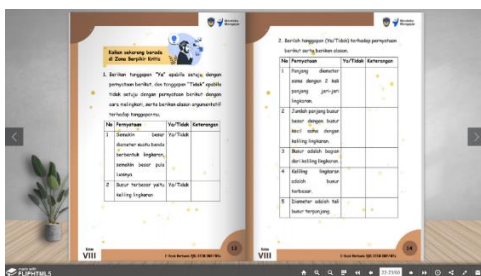 Kalian sekarang berada
di Zona Berpikir Kritis
1. Berikan tanggapan "Ya" apabila setuju dengan
pernyataan berikut, dan tanggapan "Tidak" apabila
tidak setuju dengan pernyataan berikut dengan
cara melingkari, serta berikan alasan argumentatif
terhadap tanggapanmu.
No Pernyataan Ya/Tidak Keterangan
1 Semakin besar Ya/Tidak
diameter suatu benda
berbentuk lingkaran,
semakin besar pula
luasnya.
2 Busur terbesar yaitu Ya/Tidak
keliling lingkaran
Kelas
VIII
13
2. Berilah tanggapan (Ya/Tidak) terhadap pernyataan
berikut serta berikan alasan.
No Pernyataan Ya/Tidak Keterangan
1 Panjang diameter
sama dengan 2 kali
panjang jari-jari
lingkaran.
2 Jumlah panjang busur
besar dengan busur
kecil sama dengan
keliling lingkaran.
3 Busur adalah bagian
dari keliling lingkaran.
4 Keliling lingkaran
adalah busur
terbesar.
5 Diameter adalah tali
busur terpanjang
Kelas
VIII
14
made with
FLIPHTML5